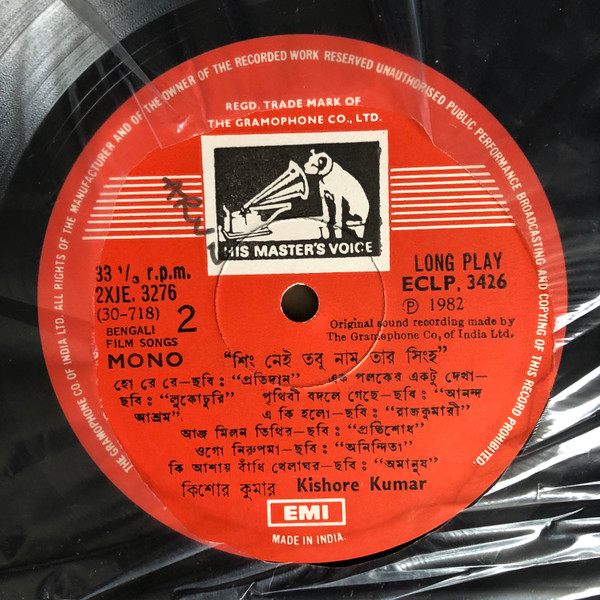 THE GRAMOPHONE CO. OF INDIA LTD. ALL RIGHTS OF THE MANUFACTURER AND OF THE OWNER OF THE RECORDED WORK RESERVED UNAUTHORISED PUBLIC PERFORMANCE BROADCASTING AND COPYING OF THIS RECORD PROHIBITED.
REGD. TRADE MARK OF
THE GRAMOPHONE CO., LTD.
HIS MASTER'S VOICE
33 1/3 r.p.m.
2XJE. 3276
(30-718)
BENGALI 2
FILM SONGS
MONO
LONG PLAY
ECLP. 3426
Ⓟ 1982
Original sound recording made by
The Gramophone Co, of India Ltd.
"শিং নেই তবু নাম তার সিংহ"
হো রে রে—ছবি : "প্রতিদান" এক পলকের একটু দেখা—
ছবি : "লুকোচুরি" পৃথিবী বদলে গেছে—ছবি : "আনন্দ
আশ্রম" এ কি হলো—ছবি : "রাজকুমারী"
আজ মিলন তিথির—ছবি : "প্রতিশোধ"
ওগো নিরুপমা—ছবি : "অনিন্দিতা"
কি আশায় বাঁধি খেলাঘর—ছবি : "অমানুষ"
কিশোর কুমার Kishore Kumar
EMI
MADE IN INDIA